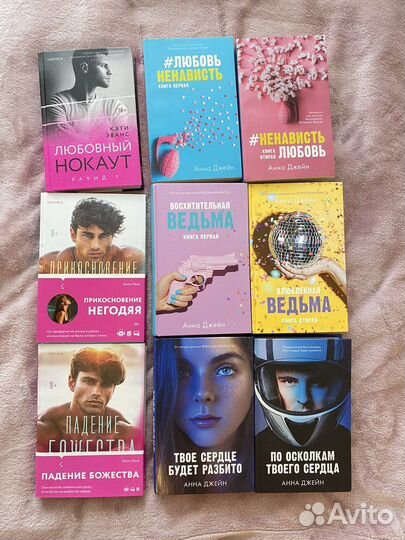 КЭТИ
ЭВАНС
18+
ЛЮБОВНЫЙ
НОКАУТ
РАУНД 1
#ЛЮБОВЬ
НЕНАВИСТЬ
КНИГА ПЕРВАЯ
Анна Джейн
#НЕНАВИСТЬ
КНИГА
ВТОРАЯ
ЛЮБОВЬ
Анна Джейн
ПРИКОСНОВЕНИЕ
ПРИКОСНОВЕНИЕ
НЕГОДЯЯ
ВОСХИТИТЕЛЬНАЯ
ВЕДЬМА
КНИГА ПЕРВАЯ
Анна Джейн
Анна Джейн
ВЛЮБЛЕННАЯ
ВЕДЬМА
КНИГА ВТОРАЯ
ПАДЕНИЕ
БОЖЕСТВА
ПАДЕНИЕ БОЖЕСТВА
ТВОЕ СЕРДЦЕ
БУДЕТ РАЗБИТО
АННА ДЖЕЙН
ПО ОСКОЛКАМ
ТВОЕГО СЕРДЦА
АННА ДЖЕЙН
Avito